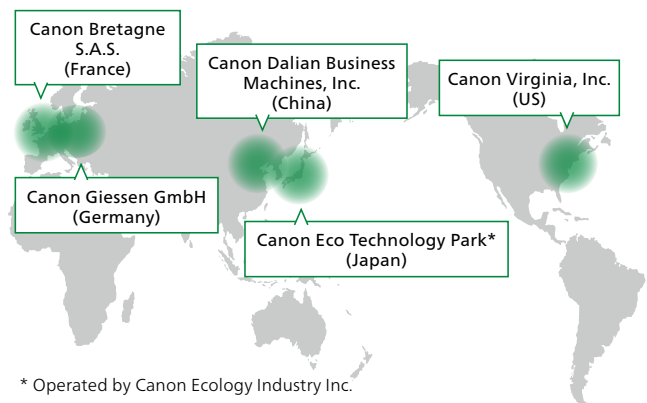 Canon Bretagne
S.A.S.
(France)
Canon Dalian Business
Machines, Inc.
(China)
Canon Virginia, Inc.
(US)
Canon Giessen GmbH
(Germany)
Canon Eco Technology Park*
(Japan)
* Operated by Canon Ecology Industry Inc.